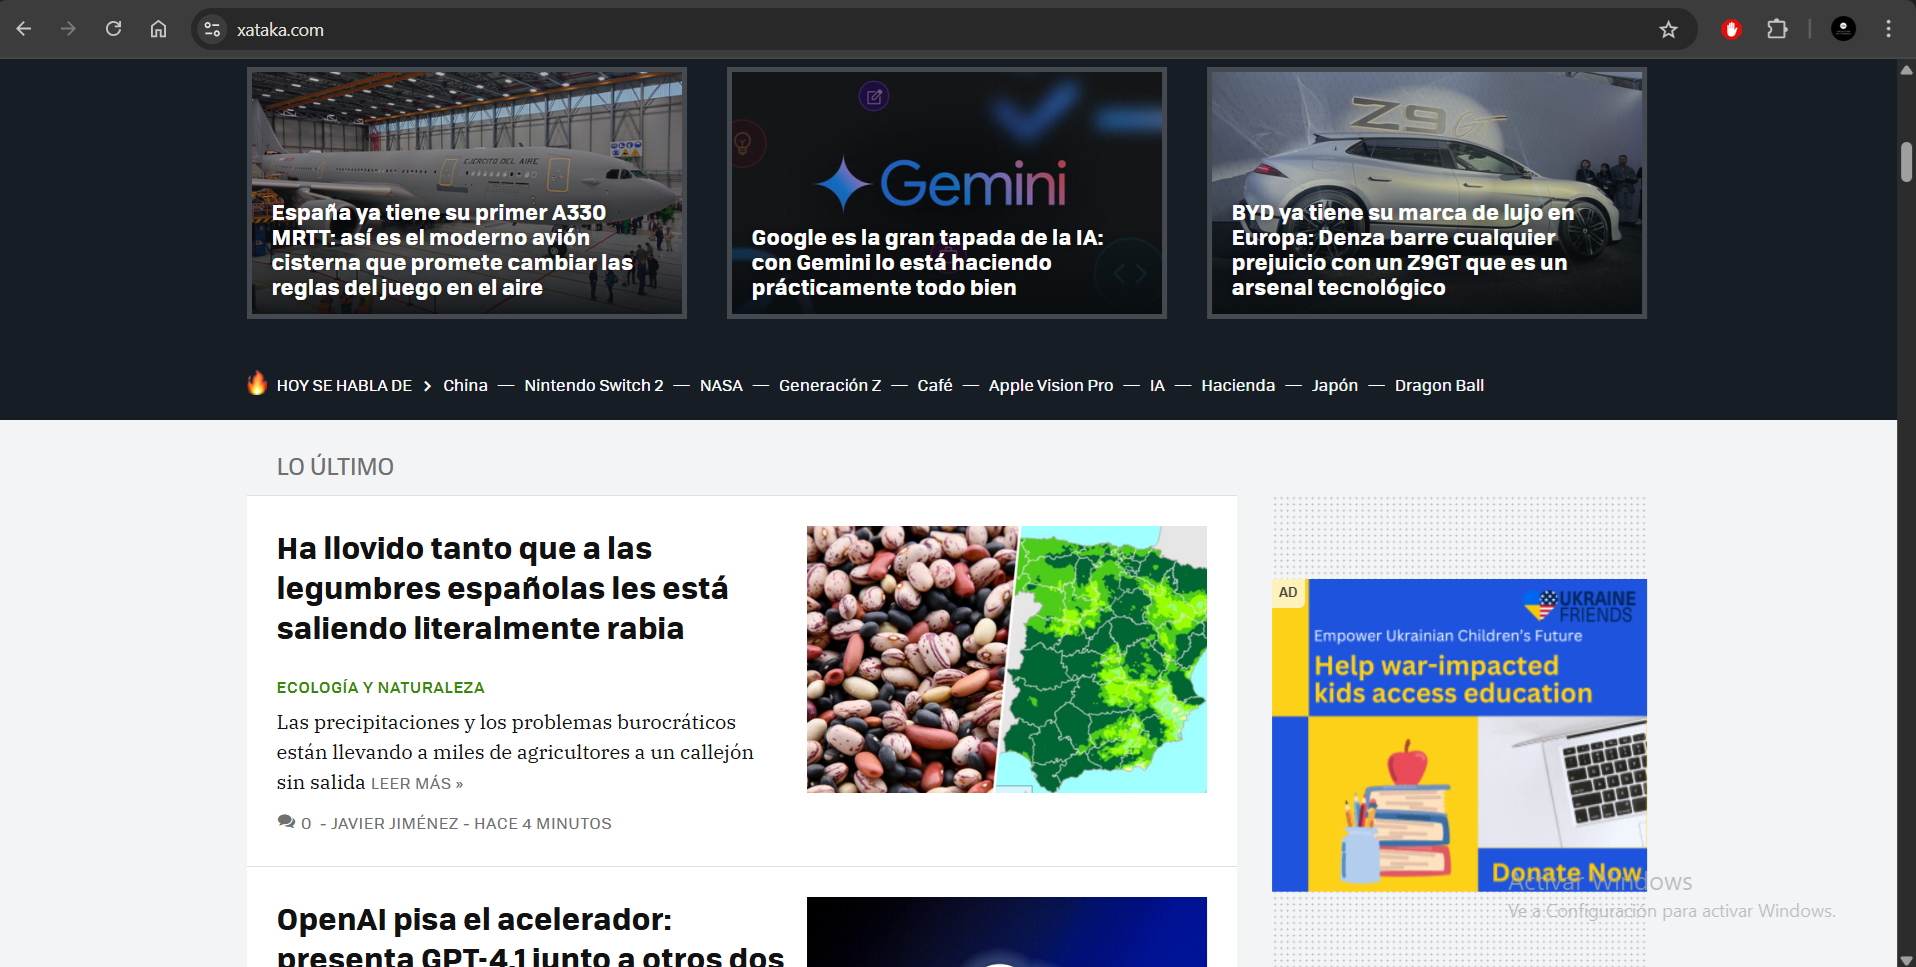 xataka.com
EJERCITO DEL AIRE
España ya tiene su primer A330
MRTT: así es el moderno avión
cisterna que promete cambiar las
reglas del juego en el aire
Gemini
Google es la gran tapada de la IA:
con Gemini lo está haciendo
prácticamente todo bien
Z9GT
BYD ya tiene su marca de lujo en
Europa: Denza barre cualquier
prejuicio con un Z9GT que es un
arsenal tecnológico
HOY SE HABLA DE China — Nintendo Switch 2 — NASA — Generación Z — Café — Apple Vision Pro — IA — Hacienda — Japón — Dragon Ball
LO ÚLTIMO
Ha llovido tanto que a las
legumbres españolas les está
saliendo literalmente rabia
ECOLOGÍA Y NATURALEZA
Las precipitaciones y los problemas burocráticos
están llevando a miles de agricultores a un callejón
sin salida LEER MÁS »
0 - JAVIER JIMÉNEZ - HACE 4 MINUTOS
OpenAI pisa el acelerador:
presenta GPT-4.1 junto a otros dos
AD
UKRAINE
FRIENDS
Empower Ukrainian Children's Future
Help war-impacted
kids access education
Donate Now
Activar Windows
Ve a Configuración para activar Windows.